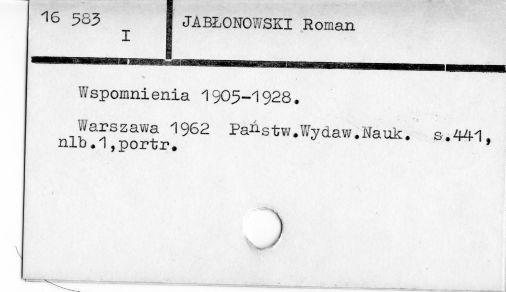 16 583
I
JABŁONOWSKI Roman
Wspomnienia 1905-1928.
Warszawa 1962 Państw.Wydaw.Nauk. s.441,
nlb.1,portr.